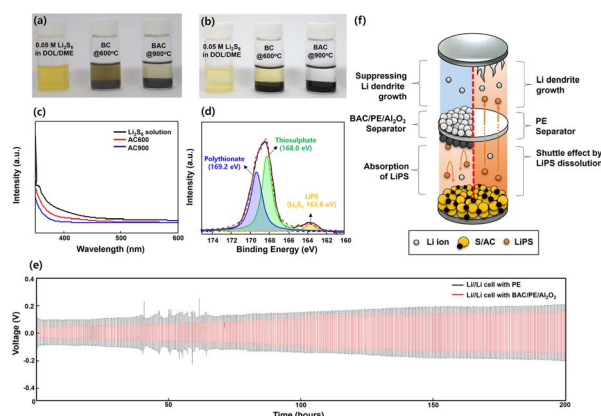 (a)
0.05 M Li₂S₆
in DOL/DME
BC
@600°C
BAC
@900°C
(b)
0.05 M Li₂S₆
in DOL/DME
BC
@600°C
BAC
@900°C
(c)
Intensity (a.u.)
Li₂S₆ solution
AC600
AC900
400
500
600
Wavelength (nm)
(d)
Intensity (a.u.)
Thiosulphate
(168.0 eV)
Polythionate
(169.2 eV)
LiPS
163.6 eV)
174
172
170
168
166
164
162
160
Binding Energy (eV)
(e)
Voltage (V)
0.4
0.2
0.0
-0.2
-0.4
0
50
100
150
200
Time (hours)
Li//Li cell with PE
Li//Li cell with BAC/PE/Al₂O₃
(f)
Suppressing
Li dendrite
growth
BAC/PE/Al₂O₃
Separator
Absorption
of LiPS
Li dendrite
growth
PE
Separator
Shuttle effect by
LiPS dissolution
Li ion
S/AC
LiPS